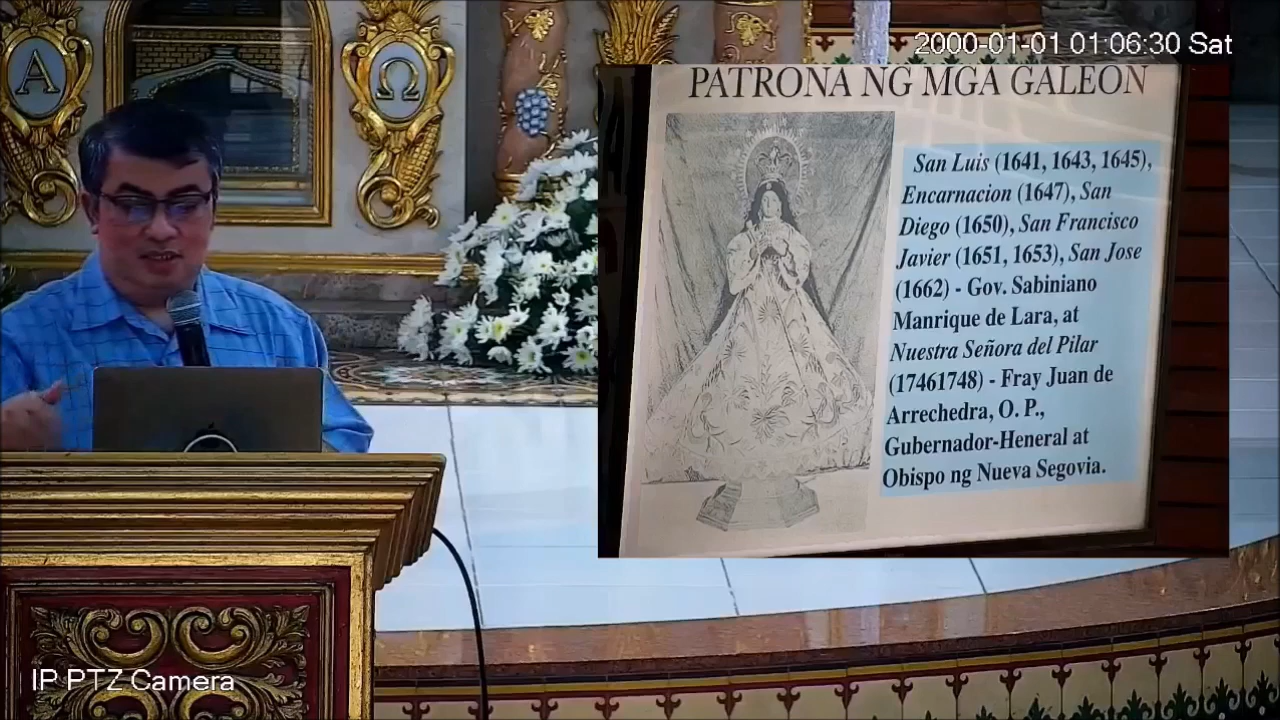 2000-01-01 01:06:30 Sat
A
Ω
PATRONA NG MGA GALEON
San Luis (1641, 1643, 1645),
Encarnacion (1647), San
Diego (1650), San Francisco
Javier (1651, 1653), San Jose
(1662) - Gov. Sabiniano
Manrique de Lara, at
Nuestra Señora del Pilar
(17461748) - Fray Juan de
Arrechedra, O. P.,
Gubernador-Heneral at
Obispo ng Nueva Segovia.
IP PTZ Camera